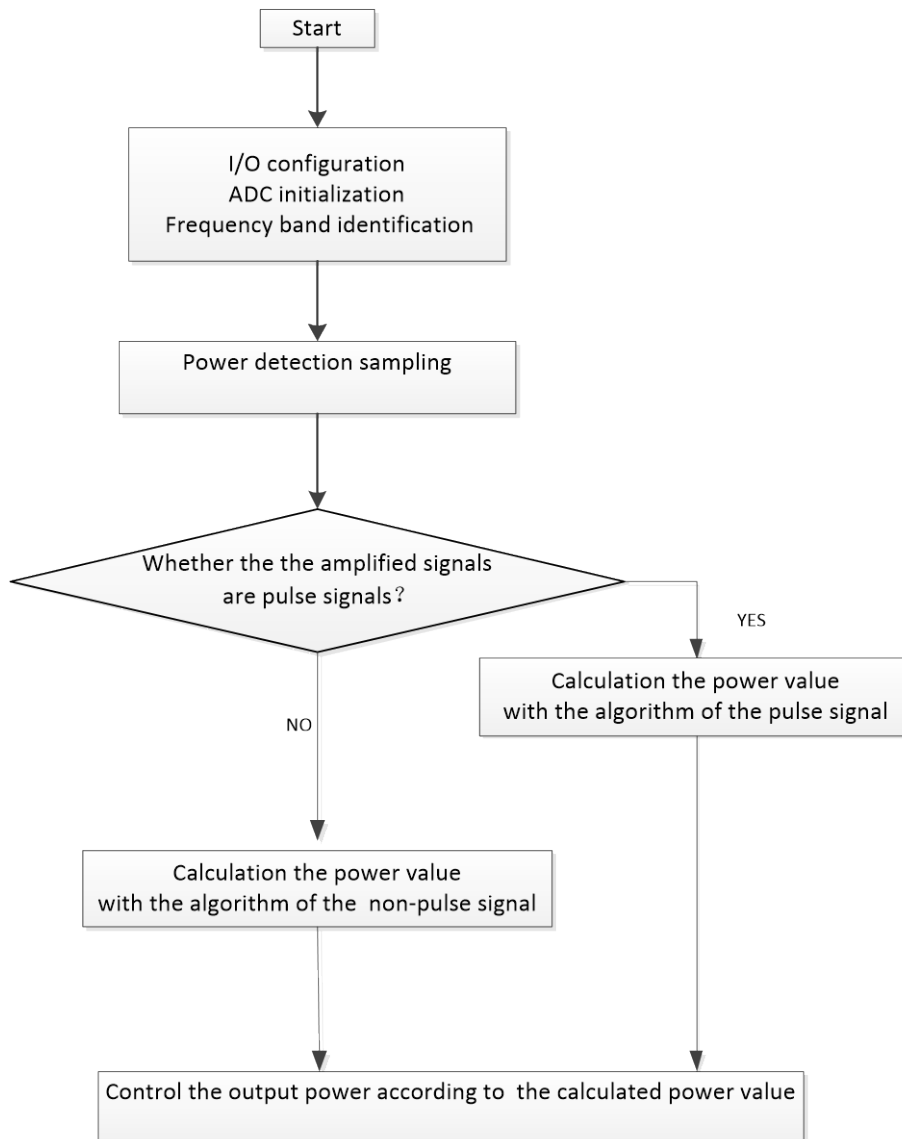 Start
I/O configuration
ADC initialization
Frequency band identification
Power detection sampling
Whether the the amplified signals
are pulse signals？
YES
Calculation the power value
with the algorithm of the pulse signal
NO
Calculation the power value
with the algorithm of the  non-pulse signal
Control the output power according to  the calculated power value